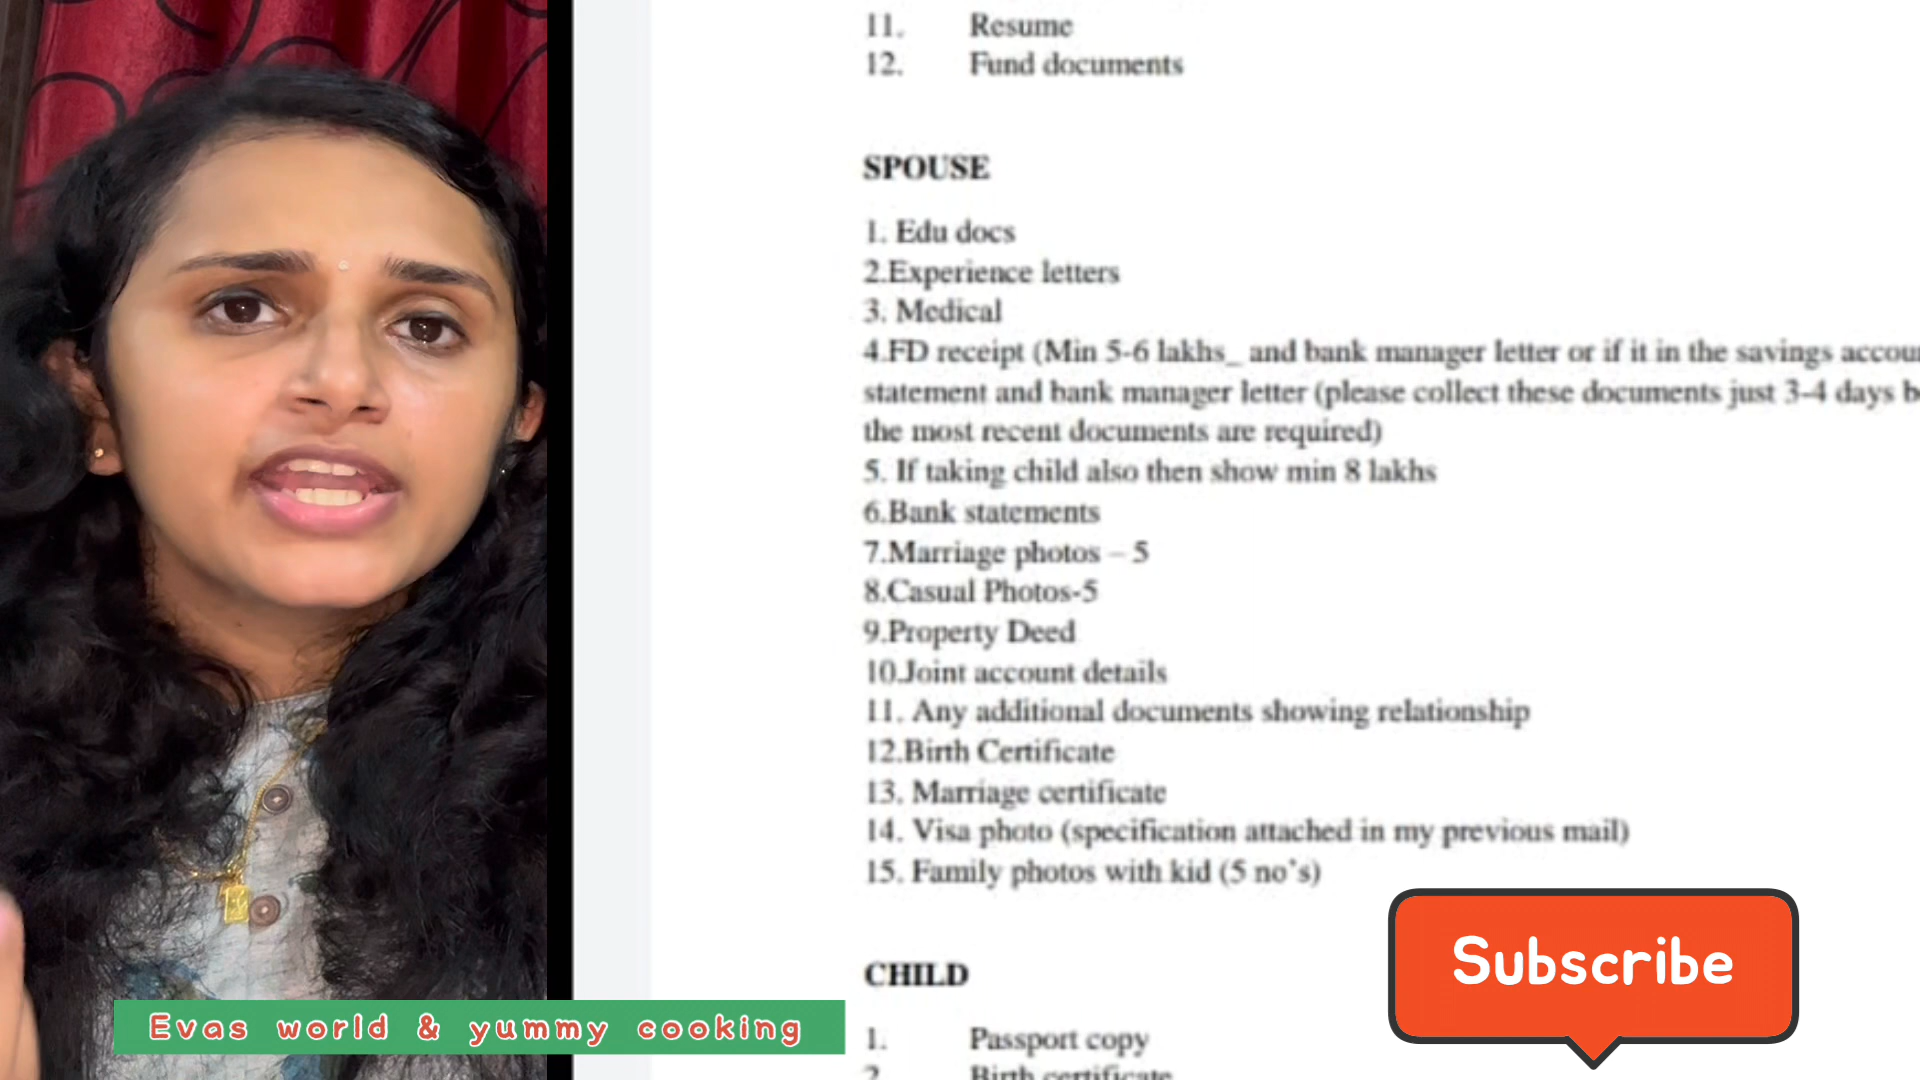 11. Resume
12. Fund documents
SPOUSE
1. Edu docs
2.Experience letters
3. Medical
4.FD receipt (Min 5-6 lakhs_ and bank manager letter or if it in the savings
statement and bank manager letter (please collect these documents just 3-4 days
the most recent documents are required)
5. If taking child also then show min 8 lakhs
6.Bank statements
7.Marriage photos – 5
8.Casual Photos-5
9.Property Deed
10.Joint account details
11. Any additional documents showing relationship
12.Birth Certificate
13. Marriage certificate
14. Visa photo (specification attached in my previous mail)
15. Family photos with kid (5 no's)
CHILD
1. Passport copy
2. Birth certificate
Subscribe
Evas world & yummy cooking